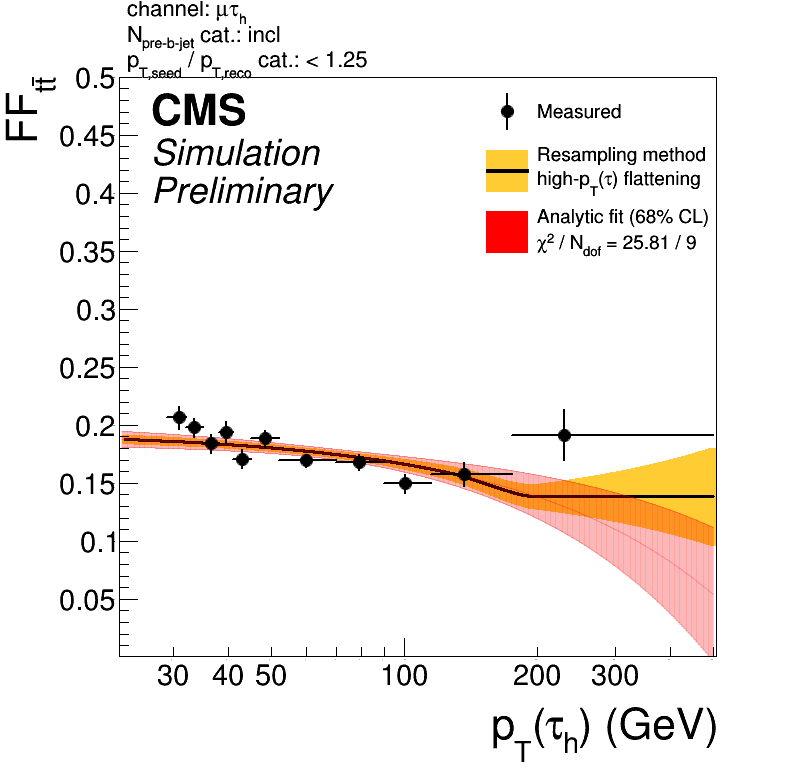 channel: μτh
Npre-b-jet cat.: incl
pT,seed / pT,reco cat.: < 1.25
FFtt̄
0.5
0.45
0.4
0.35
0.3
0.25
0.2
0.15
0.1
0.05
CMS
Simulation
Preliminary
Measured
Resampling method
high-pT(τ) flattening
Analytic fit (68% CL)
χ2 / Ndof = 25.81 / 9
30 40 50 100 200 300
pT(τh) (GeV)